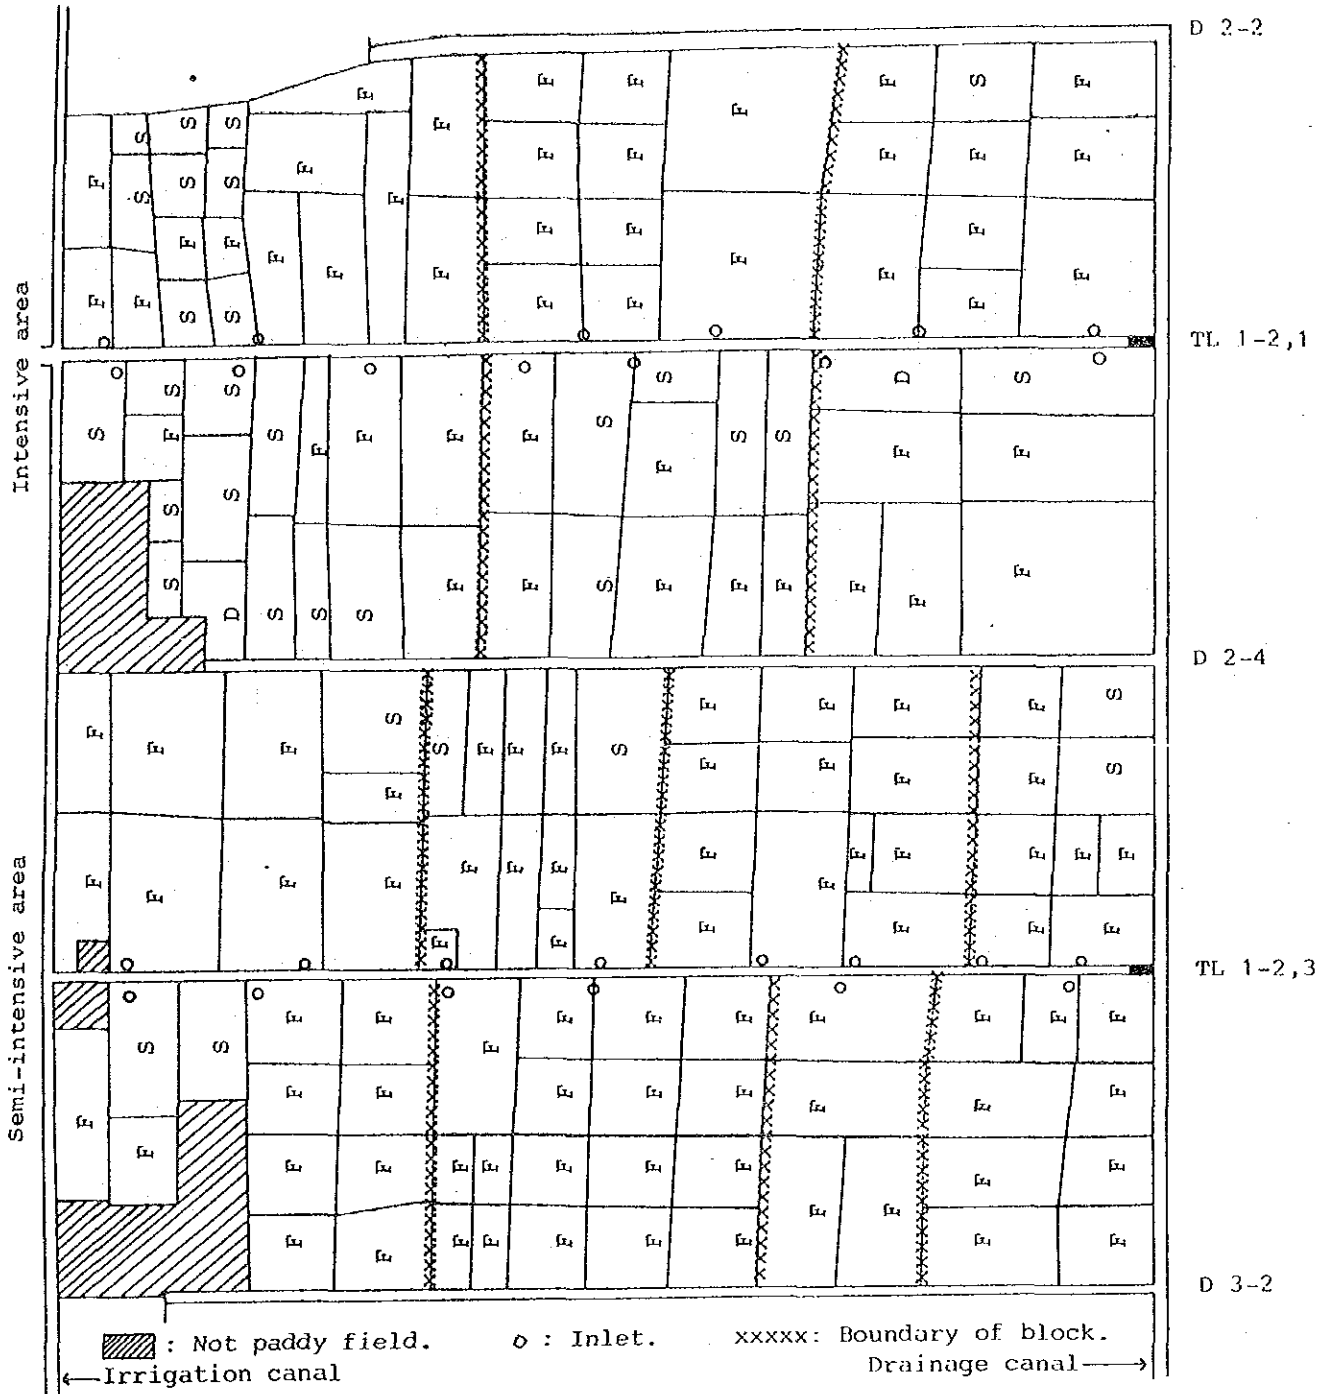 D 2-2
F F F F F F S F
S S S F
F S S S F F F F F F F
F F F F F F F F F F F F F
F F S S F F F
TL 1-2,1
Intensive area
S S S F D S
S F S F F F F S F S S F F
S S
S D S S S F F S F F F F F F
D 2-4
S F F F F S
F F F F S S F F F S F F F F S
F
F F F F F F F F F F F F F F F
F F F F F F
TL 1-2,3
Semi-intensive area
F F F F F F F F F F
S S F F F F F F F F
F F F F F F F F F F F
F F F F F F F F F F F
F F F F F F F F F
D 3-2
: Not paddy field. o : Inlet. xxxxx: Boundary of block.
←Irrigation canal Drainage canal→